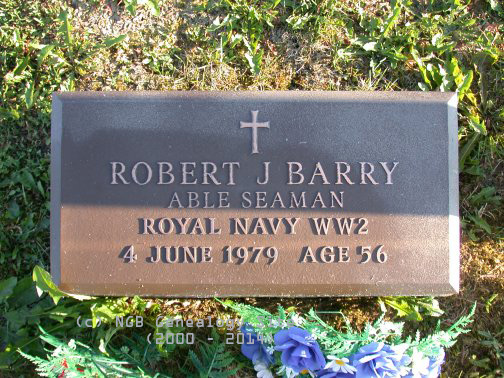 ROBERT J BARRY
ABLE SEAMAN
ROYAL NAVY WW2
4 JUNE 1979 AGE 56
(c) NGB Genealogy
(2000 - 2014)